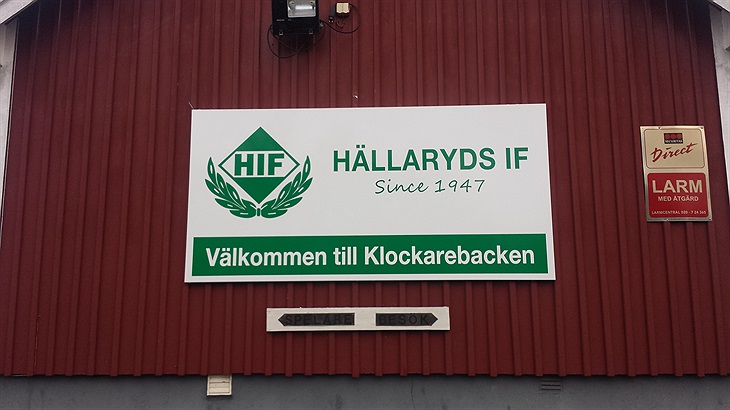 HIF
HÄLLARYDS IF
Since 1947
Välkommen till Klockarebacken
SPELARE BESÖK
Direct
LARM
MED ÅTGÄRD